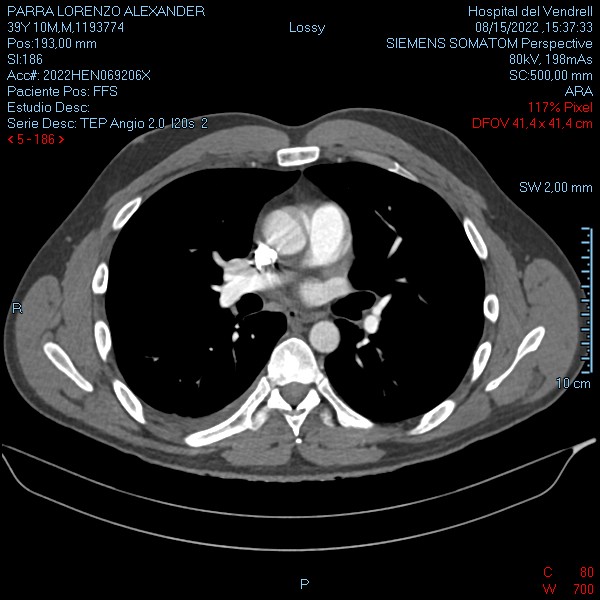 PARRA LORENZO ALEXANDER
39Y 10M,M,1193774
Pos:193,00 mm
SI:186
Acc#: 2022HEN069206X
Paciente Pos: FFS
Estudio Desc:
Serie Desc: TEP Angio 2.0 I20s 2
< 5 - 186 >
Lossy
Hospital del Vendrell
08/15/2022 ,15:37:33
SIEMENS SOMATOM Perspective
80kV, 198mAs
SC:500,00 mm
ARA
117% Pixel
DFOV 41,4 x 41,4 cm
SW 2,00 mm
R
10 cm
P
C 80
W 700